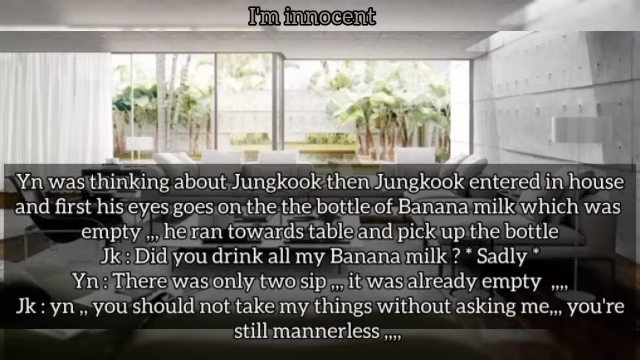 I'm innocent
Yn was thinking about Jungkook then Jungkook entered in house
and first his eyes goes on the the bottle of Banana milk which was
empty ,,, he ran towards table and pick up the bottle
Jk : Did you drink all my Banana milk ? * Sadly *
Yn : There was only two sip ,,, it was already empty ,,,,
Jk : yn ,, you should not take my things without asking me,,, you're
still mannerless ,,,,